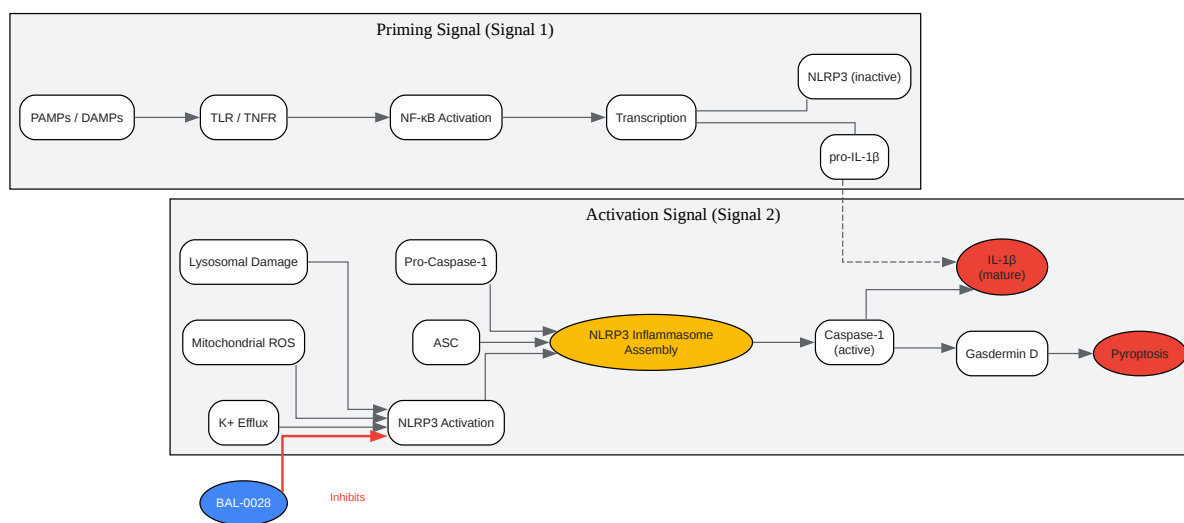 Priming Signal (Signal 1)
NLRP3 (inactive)
PAMPs / DAMPs
TLR / TNFR
NF-κB Activation
Transcription
pro-IL-1β
Activation Signal (Signal 2)
Lysosomal Damage
Pro-Caspase-1
IL-1β
(mature)
Mitochondrial ROS
ASC
NLRP3 Inflammasome
Assembly
Caspase-1
(active)
Gasdermin D
Pyroptosis
K+ Efflux
NLRP3 Activation
BAL-0028
Inhibits